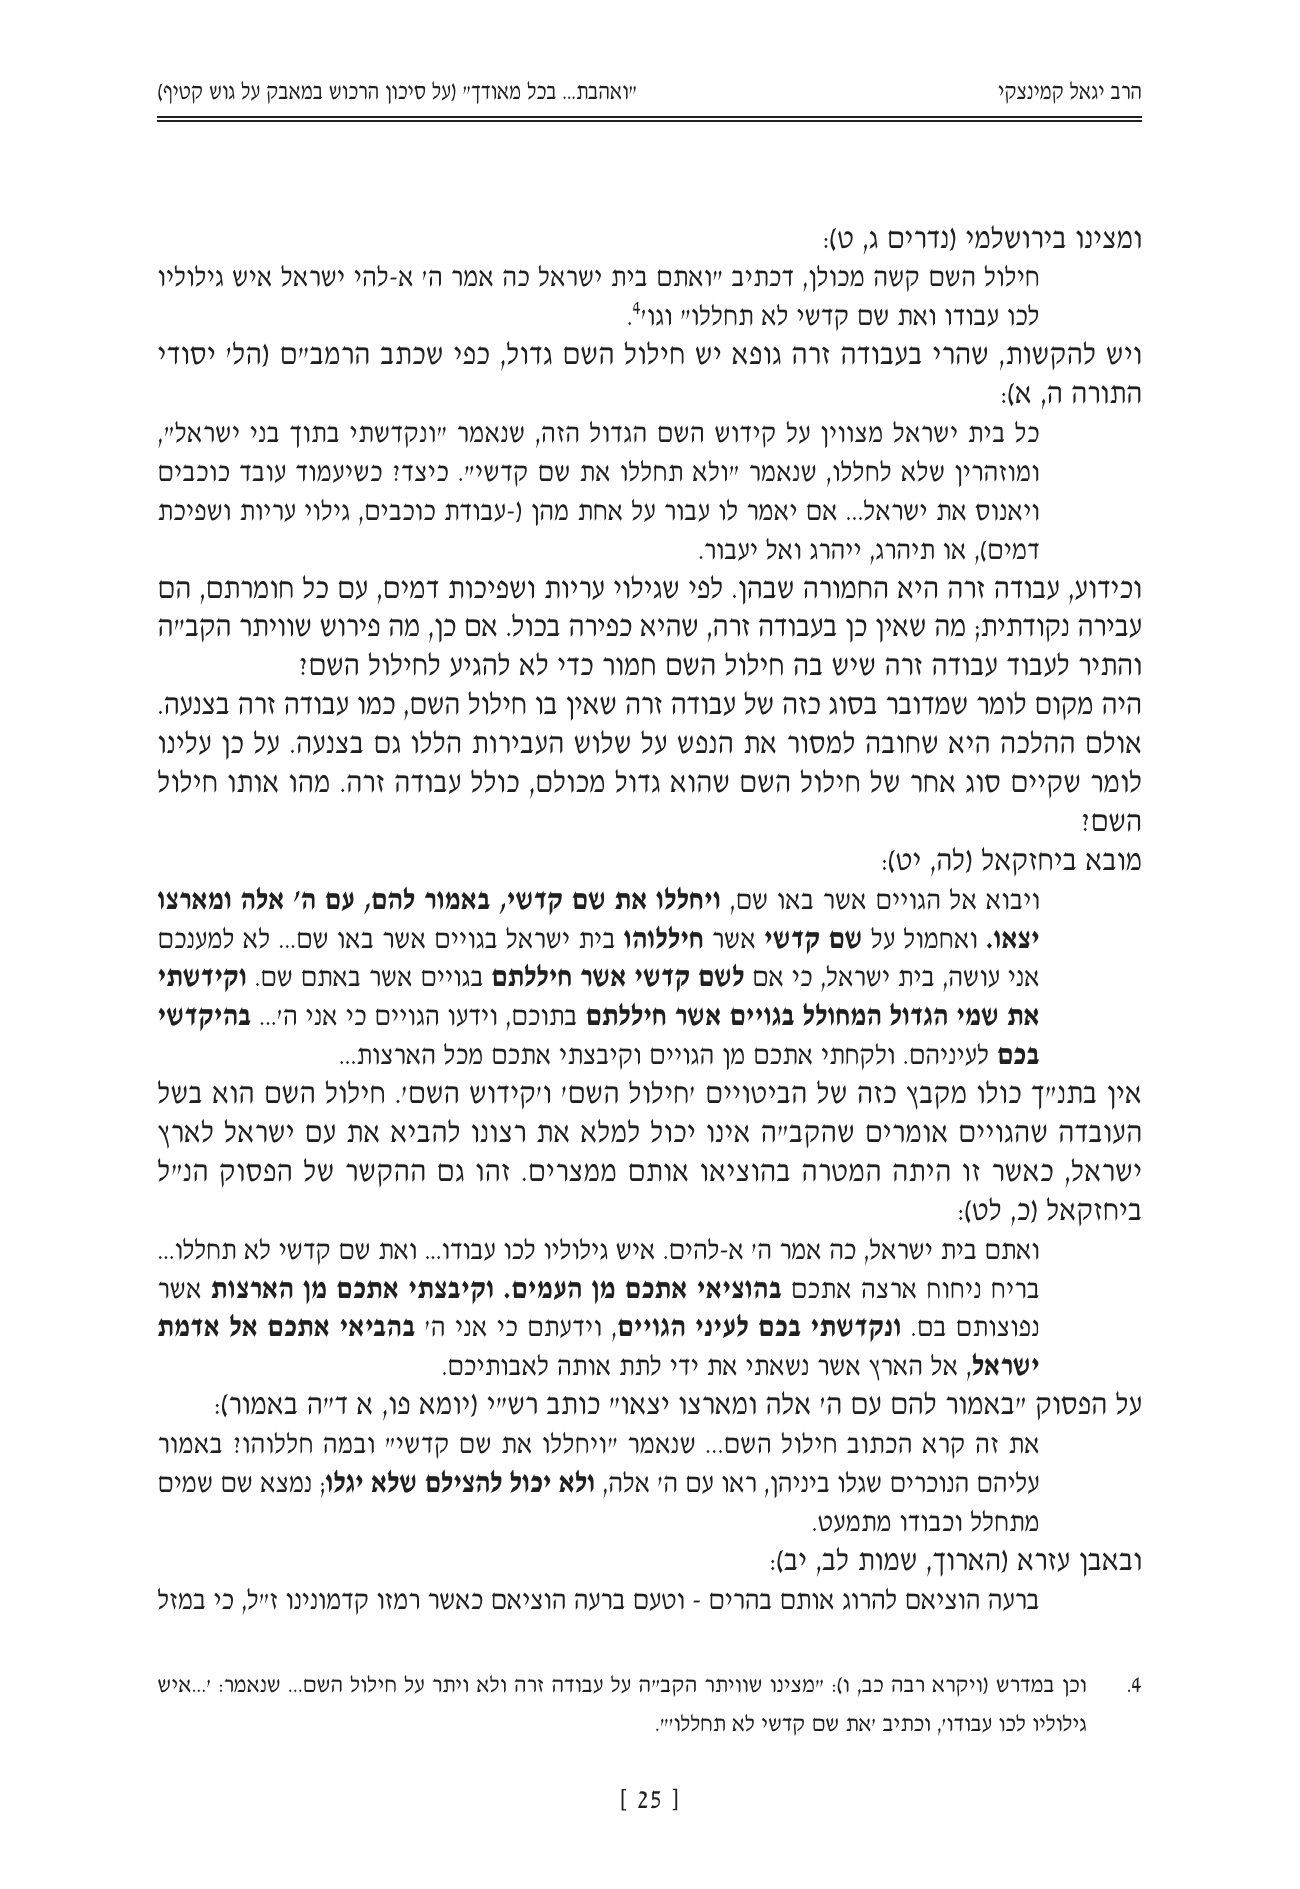 הרב יגאל קמינצקי
"ואהבת... בכל מאודך" (על סיכון הרכוש במאבק על גוש קטיף)
ומצינו בירושלמי (נדרים ג, ט):
חילול השם קשה מכולן, דכתיב "ואתם בית ישראל כה אמר ה' א-להי ישראל איש גילוליו
לכו עבודו ואת שם קדשי לא תחללו" וגו'4.
ויש להקשות, שהרי בעבודה זרה גופא יש חילול השם גדול, כפי שכתב הרמב"ם (הל' יסודי
התורה ה, א):
כל בית ישראל מצווין על קידוש השם הגדול הזה, שנאמר "ונקדשתי בתוך בני ישראל",
ומוזהרין שלא לחללו, שנאמר "ולא תחללו את שם קדשי". כיצד? כשיעמוד עובד כוכבים
ויאנוס את ישראל... אם יאמר לו עבור על אחת מהן (-עבודת כוכבים, גילוי עריות ושפיכת
דמים), או תיהרג, ייהרג ואל יעבור.
וכידוע, עבודה זרה היא החמורה שבהן. לפי שגילוי עריות ושפיכות דמים, עם כל חומרתם, הם
עבירה נקודתית; מה שאין כן בעבודה זרה, שהיא כפירה בכול. אם כן, מה פירוש שוויתר הקב"ה
והתיר לעבוד עבודה זרה שיש בה חילול השם חמור כדי לא להגיע לחילול השם?
היה מקום לומר שמדובר בסוג כזה של עבודה זרה שאין בו חילול השם, כמו עבודה זרה בצנעה.
אולם ההלכה היא שחובה למסור את הנפש על שלוש העבירות הללו גם בצנעה. על כן עלינו
לומר שקיים סוג אחר של חילול השם שהוא גדול מכולם, כולל עבודה זרה. מהו אותו חילול
השם?
מובא ביחזקאל (לה, יט):
ויבוא אל הגויים אשר באו שם, ויחללו את שם קדשי, באמור להם, עם ה' אלה ומארצו
יצאו. ואחמול על שם קדשי אשר חיללוהו בית ישראל בגויים אשר באו שם... לא למענכם
אני עושה, בית ישראל, כי אם לשם קדשי אשר חיללתם בגויים אשר באתם שם. וקידשתי
את שמי הגדול המחולל בגויים אשר חיללתם בתוכם, וידעו הגויים כי אני ה'... בהיקדשי
בכם לעיניהם. ולקחתי אתכם מן הגויים וקיבצתי אתכם מכל הארצות...
אין בתנ"ך כולו מקבץ כזה של הביטויים 'חילול השם' ו'קידוש השם'. חילול השם הוא בשל
העובדה שהגויים אומרים שהקב"ה אינו יכול למלא את רצונו להביא את עם ישראל לארץ
ישראל, כאשר זו היתה המטרה בהוציאו אותם ממצרים. זהו גם ההקשר של הפסוק הנ"ל
ביחזקאל (כ, לט):
ואתם בית ישראל, כה אמר ה' א-להים. איש גילוליו לכו עבודו... ואת שם קדשי לא תחללו...
בריח ניחוח ארצה אתכם בהוציאי אתכם מן העמים. וקיבצתי אתכם מן הארצות אשר
נפוצותם בם. ונקדשתי בכם לעיני הגויים, וידעתם כי אני ה' בהביאי אתכם אל אדמת
ישראל, אל הארץ אשר נשאתי את ידי לתת אותה לאבותיכם.
על הפסוק "באמור להם עם ה' אלה ומארצו יצאו" כותב רש"י (יומא פו, א ד"ה באמור):
את זה קרא הכתוב חילול השם... שנאמר "ויחללו את שם קדשי" ובמה חללוהו? באמור
עליהם הנוכרים שגלו ביניהן, ראו עם ה' אלה, ולא יכול להצילם שלא יגלו; נמצא שם שמים
מתחלל וכבודו מתמעט.
ובאבן עזרא (הארוך, שמות לב, יב):
ברעה הוציאם להרוג אותם בהרים - וטעם ברעה הוציאם כאשר רמזו קדמונינו ז"ל, כי במזל
4. וכן במדרש (ויקרא רבה כב, ו): "מצינו שוויתר הקב"ה על עבודה זרה ולא ויתר על חילול השם... שנאמר: '...איש
גילוליו לכו עבודו', וכתיב 'את שם קדשי לא תחללו'".
[ 25 ]